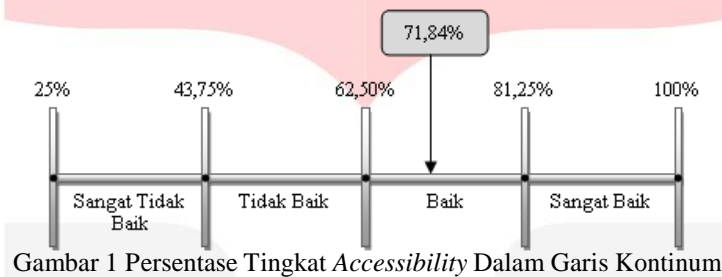 71,84%
25% 43,75% 62,50% 81,25% 100%
Sangat Tidak Baik Tidak Baik Baik Sangat Baik
Gambar 1 Persentase Tingkat Accessibility Dalam Garis Kontinum